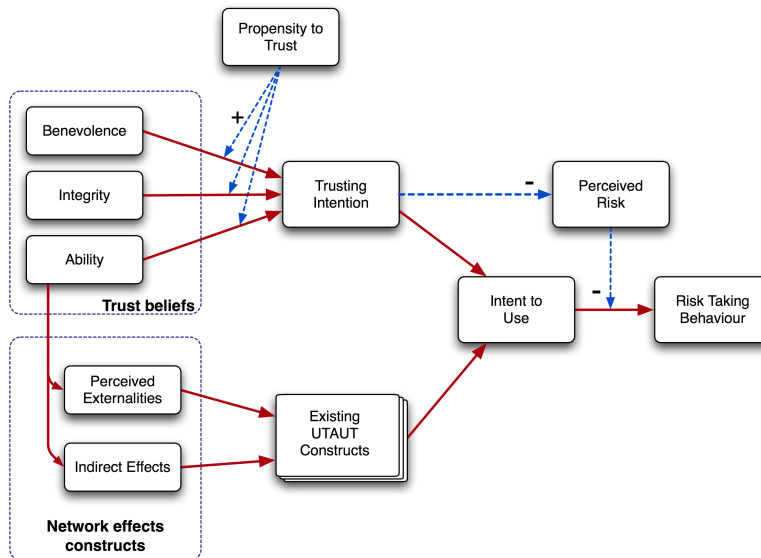 Propensity to
Trust
+
Benevolence
Integrity
Ability
Trust beliefs
Trusting
Intention
-
Perceived
Risk
-
Intent to
Use
Risk Taking
Behaviour
Perceived
Externalities
Indirect Effects
Existing
UTAUT
Constructs
Network effects
constructs